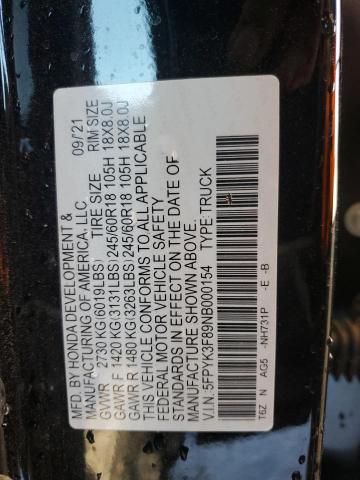 MFD. BY HONDA DEVELOPMENT &
MANUFACTURING OF AMERICA, LLC 09/'21
TIRE SIZE RIM SIZE
GVWR 2730 KG(6019LBS)
GAWR F 1420 KG(3131LBS)245/60R18 105H 18X8.0J
GAWR R 1480 KG(3263LBS)245/60R18 105H 18X8.0J
THIS VEHICLE CONFORMS TO ALL APPLICABLE
FEDERAL MOTOR VEHICLE SAFETY
STANDARDS IN EFFECT ON THE DATE OF
MANUFACTURE SHOWN ABOVE.
V.I.N. 5FPYK3F89NB000154 TYPE: TRUCK
T6Z N AG5 -NH731P -E -B